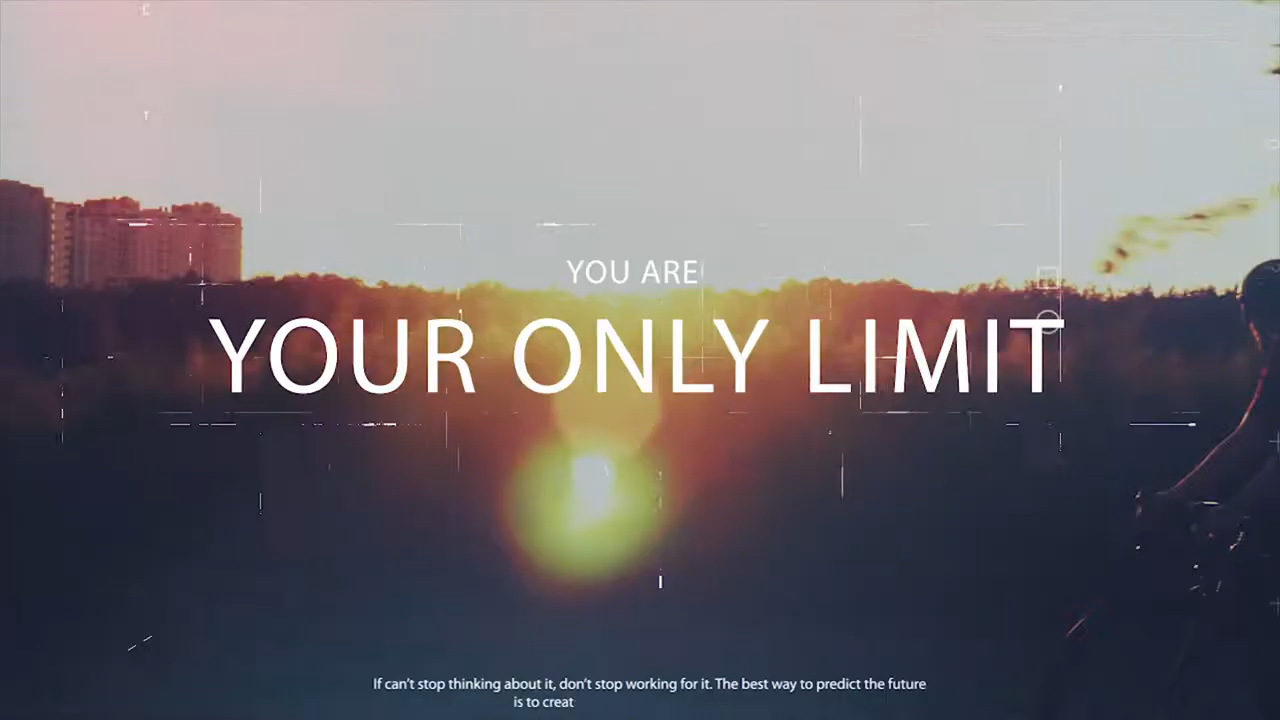 YOU ARE
YOUR ONLY LIMIT
If can't stop thinking about it, don't stop working for it. The best way to predict the future
is to creat